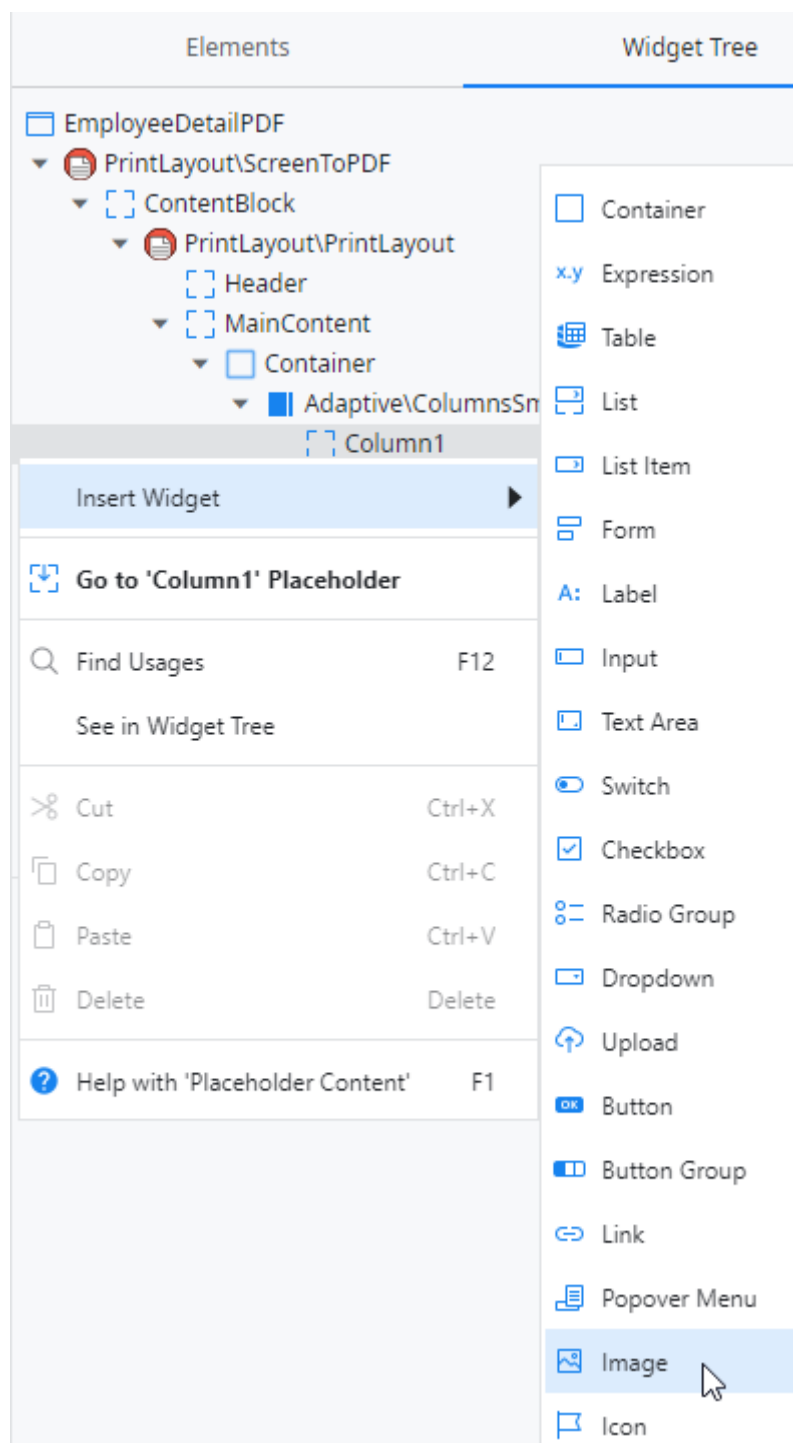 Elements
Widget Tree
EmployeeDetailPDF
PrintLayout\ScreenToPDF
ContentBlock
PrintLayout\PrintLayout
Header
MainContent
Container
Adaptive\ColumnsSm
Column1
Insert Widget
Go to 'Column1' Placeholder
Find Usages F12
See in Widget Tree
Cut Ctrl+X
Copy Ctrl+C
Paste Ctrl+V
Delete Delete
Help with 'Placeholder Content' F1
Container
x.y Expression
Table
List
List Item
Form
A: Label
Input
Text Area
Switch
Checkbox
Radio Group
Dropdown
Upload
OK Button
Button Group
Link
Popover Menu
Image
Icon